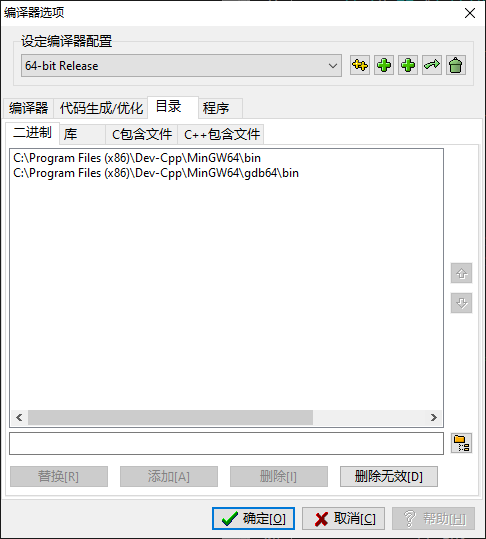 编译器选项
设定编译器配置
64-bit Release
编译器 代码生成/优化 目录 程序
二进制 库 C包含文件 C++包含文件
C:\Program Files (x86)\Dev-Cpp\MinGW64\bin
C:\Program Files (x86)\Dev-Cpp\MinGW64\gdb64\bin
替换[R] 添加[A] 删除[I] 删除无效[D]
确定[O] 取消[C] 帮助[H]